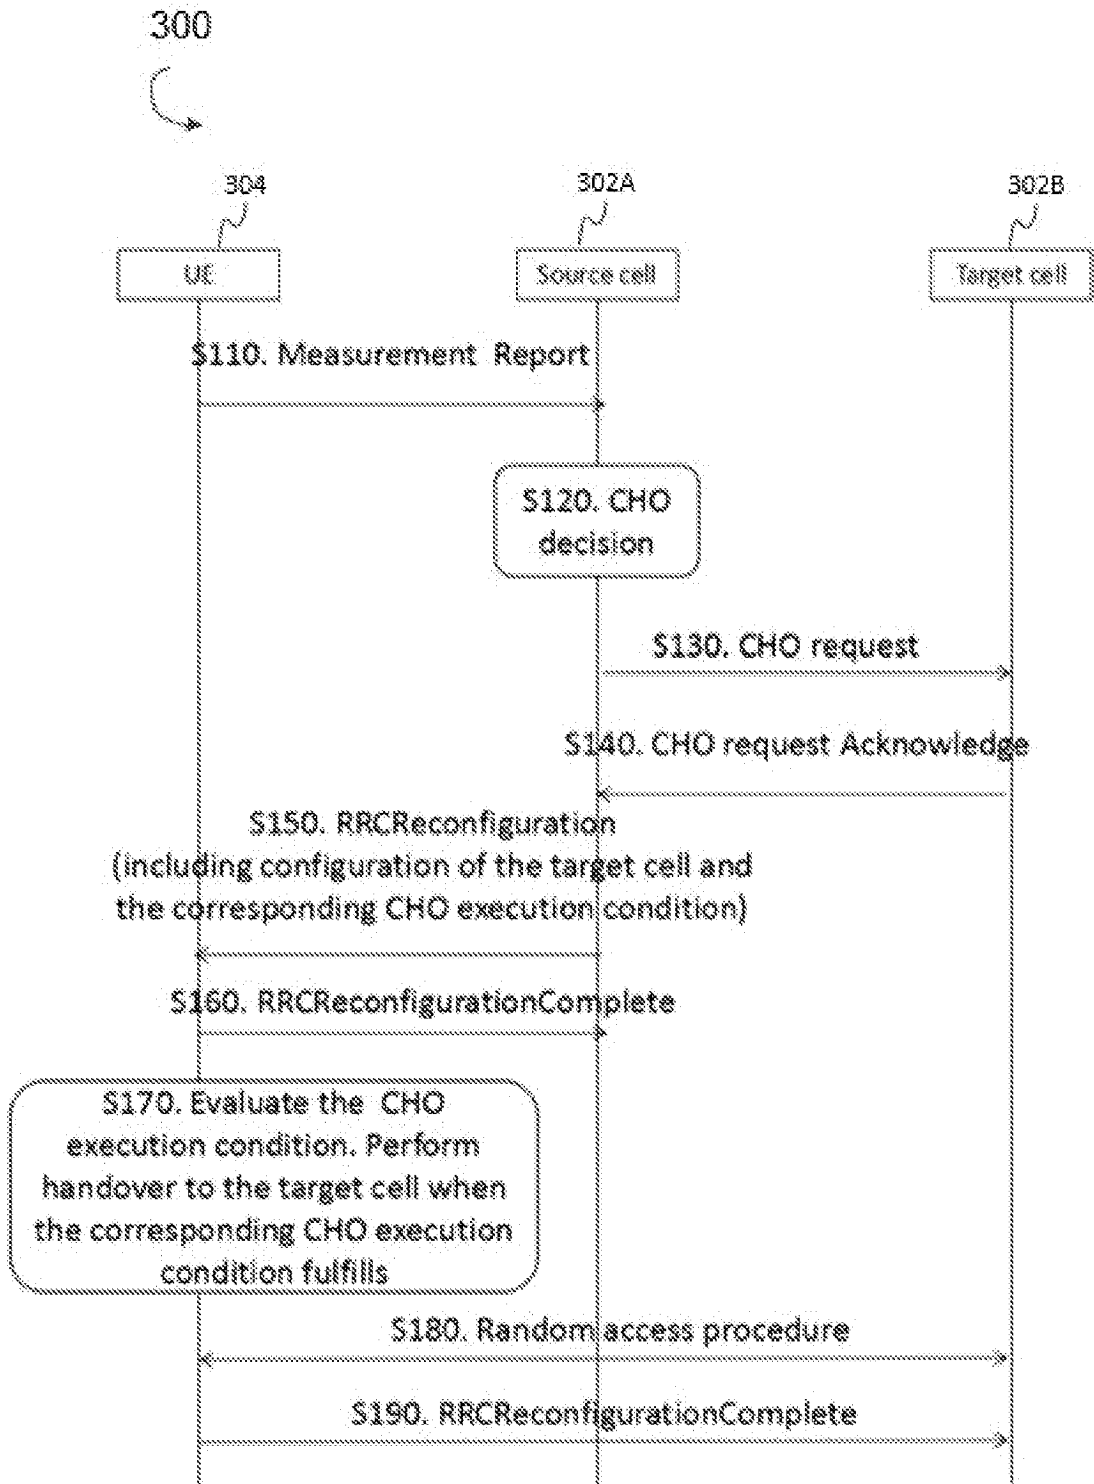 300
304
302A
302B
UE
Source cell
Target cell
S110. Measurement Report
S120. CHO
decision
S130. CHO request
S140. CHO request Acknowledge
S150. RRCReconfiguration
(including configuration of the target cell and
the corresponding CHO execution condition)
S160. RRCReconfigurationComplete
S170. Evaluate the CHO
execution condition. Perform
handover to the target cell when
the corresponding CHO execution
condition fulfills
S180. Random access procedure
S190. RRCReconfigurationComplete